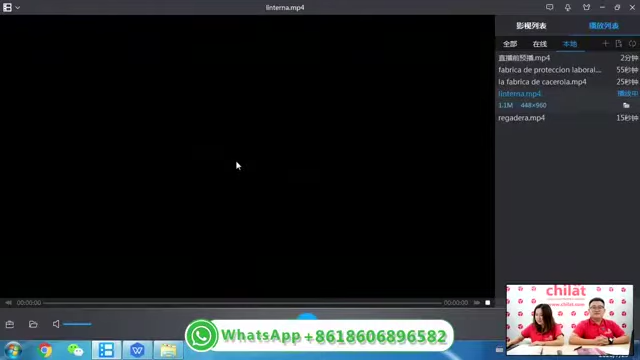 linterna.mp4
影视列表
播放列表
全部
在线
本地
直播前预播.mp4
2分钟
fabrica de proteccion laboral...
55秒钟
la fabrica de cacerola.mp4
25秒钟
linterna.mp4
播放中
1.1M 448×960
regadera.mp4
15秒钟
00:00:00
00:00:00
chilat
WhatsApp +8618606896582